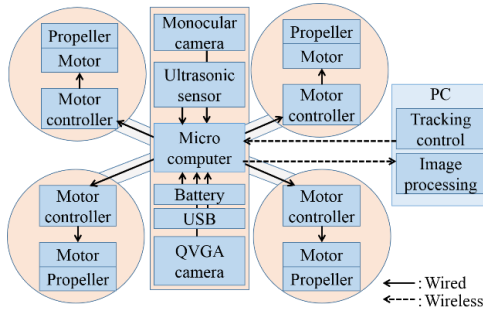 Propeller
Motor
Motor
controller
Monocular
camera
Ultrasonic
sensor
Micro
computer
Battery
USB
QVGA
camera
Propeller
Motor
Motor
controller
PC
Tracking
control
Image
processing
Motor
controller
Motor
Propeller
Motor
controller
Motor
Propeller
: Wired
: Wireless